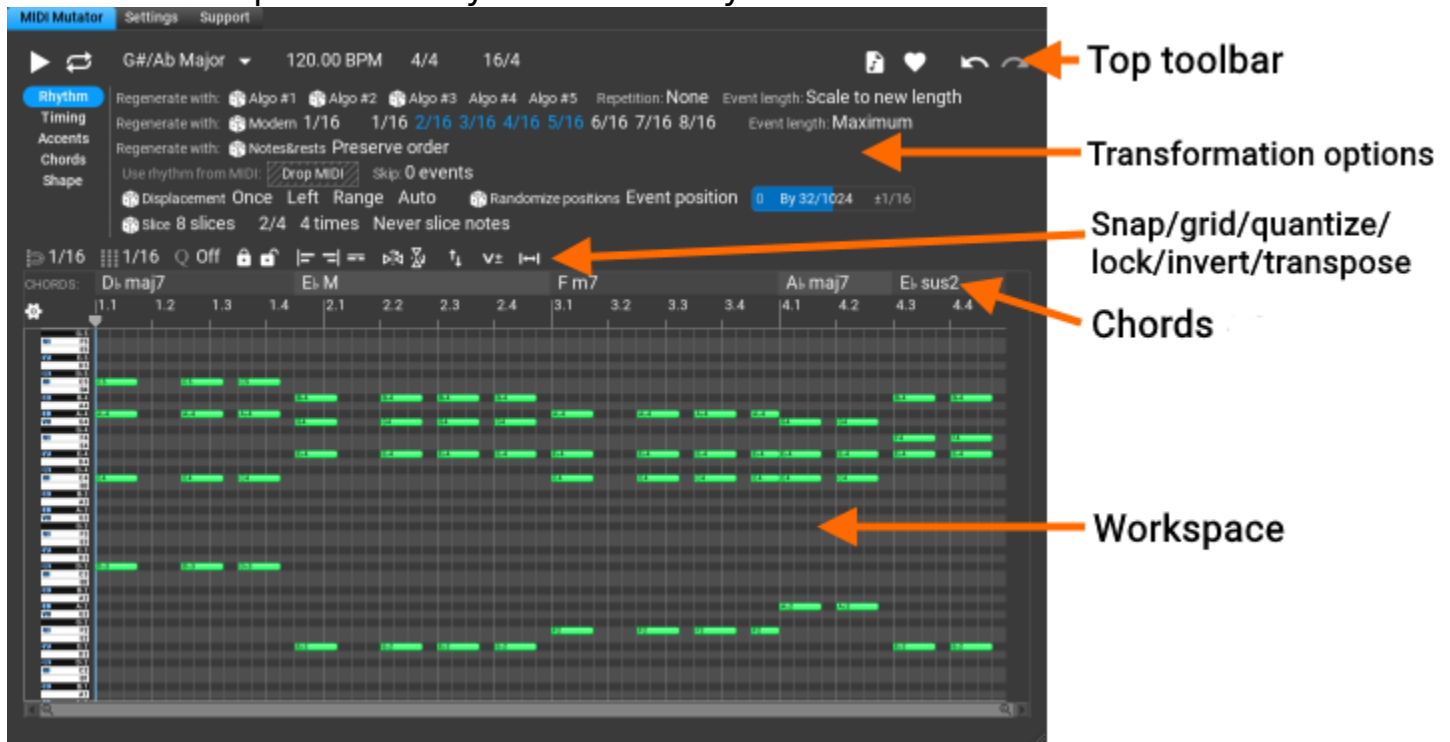 MIDI Mutator Settings Support
G#/Ab Major 120.00 BPM 4/4 16/4
Top toolbar
Rhythm
Timing
Accents
Chords
Shape
Regenerate with: Algo #1 Algo #2 Algo #3 Algo #4 Algo #5 Repetition: None Event length: Scale to new length
Regenerate with: Modern 1/16 1/16 2/16 3/16 4/16 5/16 6/16 7/16 8/16 Event length: Maximum
Regenerate with: Notes&rests Preserve order
Use rhythm from MIDI: Drop MIDI Skip: 0 events
Displacement Once Left Range Auto Randomize positions Event position 0 By 32/1024 ±1/16
Slice 8 slices 2/4 4 times Never slice notes
Transformation options
1/16 1/16 Q Off V±
Snap/grid/quantize/
lock/invert/transpose
CHORDS: D♭ maj7 E♭ M F m7 A♭ maj7 E♭ sus2
1.1 1.2 1.3 1.4 2.1 2.2 2.3 2.4 3.1 3.2 3.3 3.4 4.1 4.2 4.3 4.4
Chords
Workspace